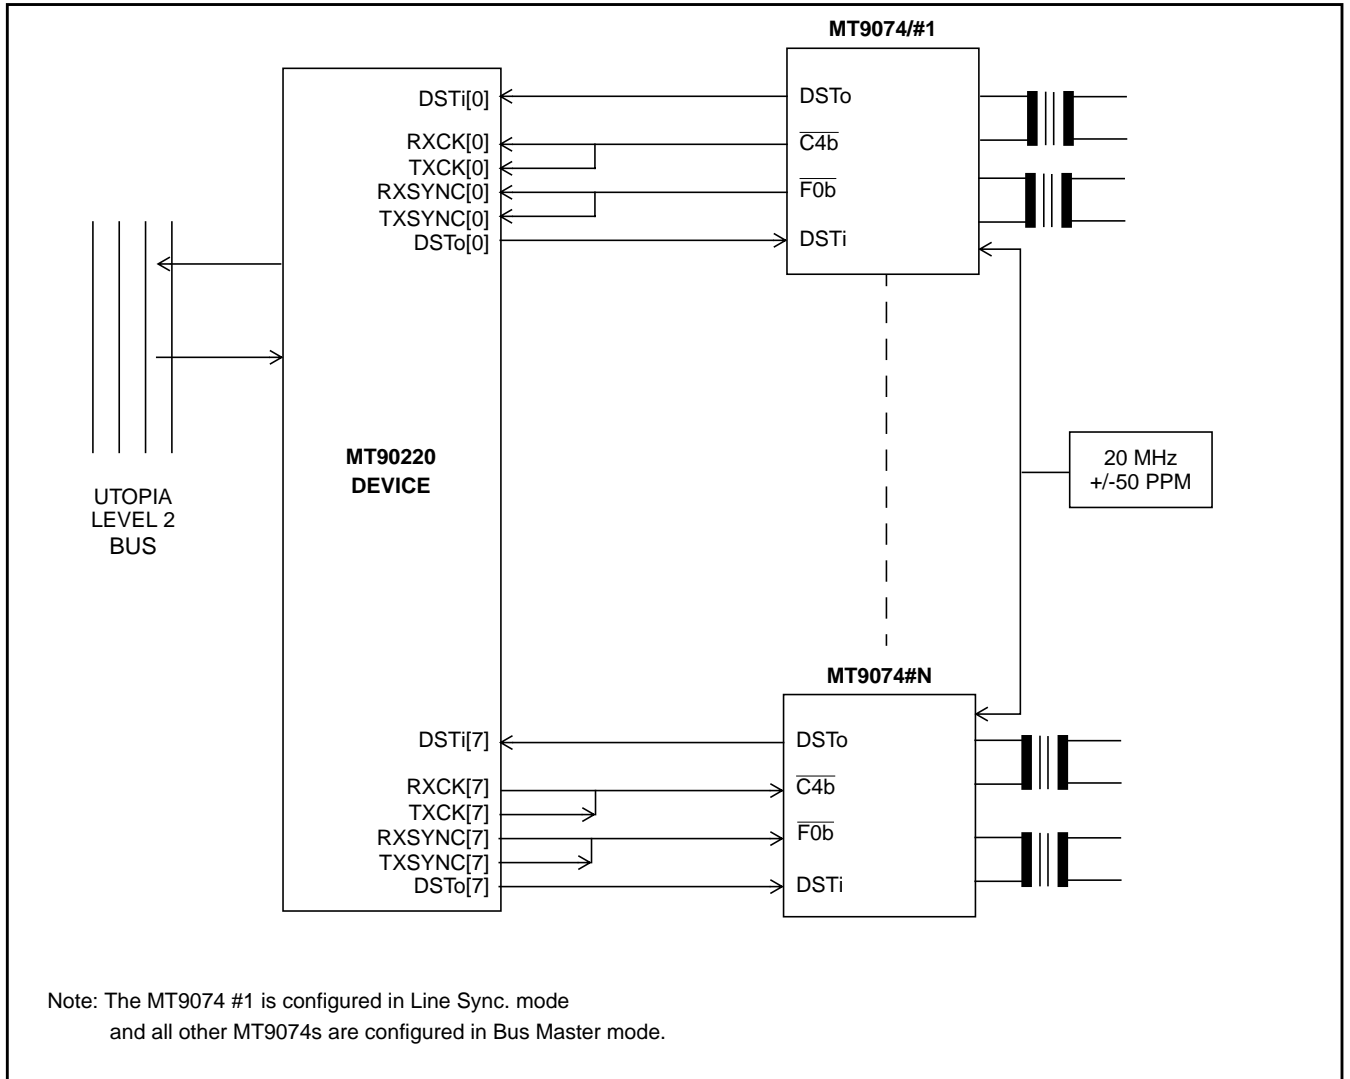 MT9074/#1
DSTi[0]
RXCK[0]
TXCK[0]
RXSYNC[0]
TXSYNC[0]
DSTo[0]
DSTo
C4b
F0b
DSTi
MT90220
DEVICE
UTOPIA
LEVEL 2
BUS
20 MHz
+/-50 PPM
MT9074#N
DSTi[7]
RXCK[7]
TXCK[7]
RXSYNC[7]
TXSYNC[7]
DSTo[7]
DSTo
C4b
F0b
DSTi
Note: The MT9074 #1 is configured in Line Sync. mode
and all other MT9074s are configured in Bus Master mode.